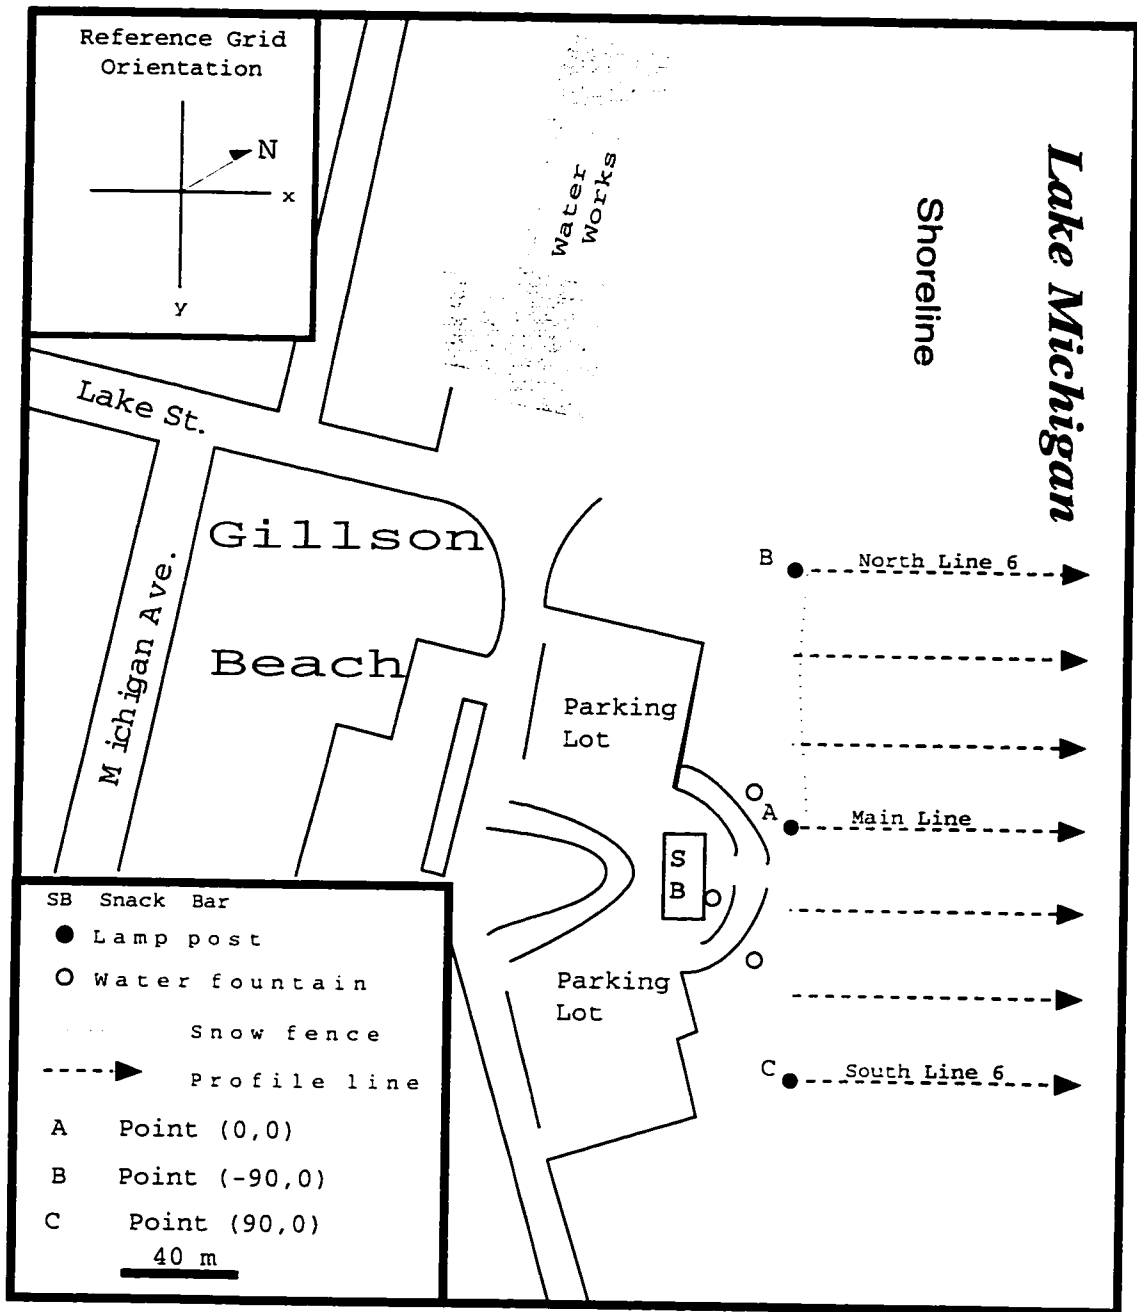 Reference Grid
Orientation
N
x
y
Water
Works
Lake Michigan
Shoreline
Lake St.
Michigan Ave.
Gillson
Beach
B
North Line 6
Parking
Lot
A
Main Line
S
B
Parking
Lot
C
South Line 6
SB Snack Bar
Lamp post
Water fountain
Snow fence
Profile line
A Point (0,0)
B Point (-90,0)
C Point (90,0)
40 m